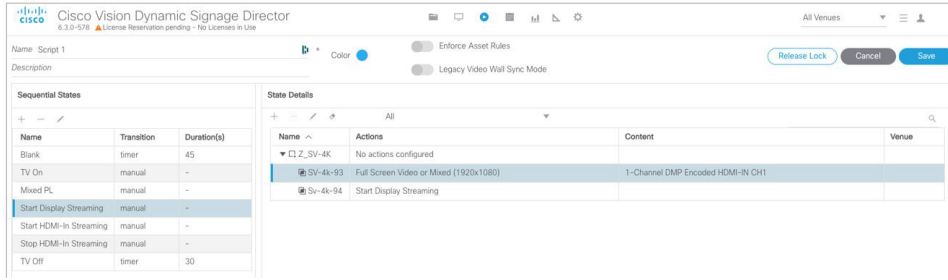 CISCO Cisco Vision Dynamic Signage Director
6.3.0-578 License Reservation pending - No Licenses in Use
All Venues
Name Script 1 *
Color
Enforce Asset Rules
Description
Legacy Video Wall Sync Mode
Release Lock Cancel Save
Sequential States
Name Transition Duration(s)
Blank timer 45
TV On manual -
Mixed PL manual -
Start Display Streaming manual -
Start HDMI-In Streaming manual -
Stop HDMI-In Streaming manual -
TV Off timer 30
State Details
All
Name Actions Content Venue
Z_SV-4K No actions configured
SV-4k-93 Full Screen Video or Mixed (1920x1080) 1-Channel DMP Encoded HDMI-IN CH1
Sv-4k-94 Start Display Streaming